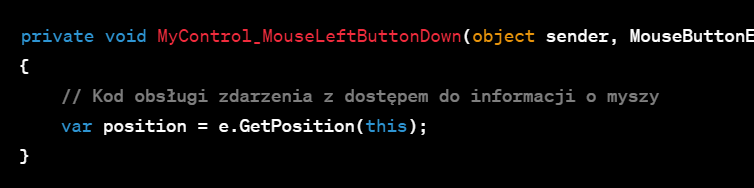 private void MyControl_MouseLeftButtonDown(object sender, MouseButtonE
{
// Kod obsługi zdarzenia z dostępem do informacji o myszy
var position = e.GetPosition(this);
}